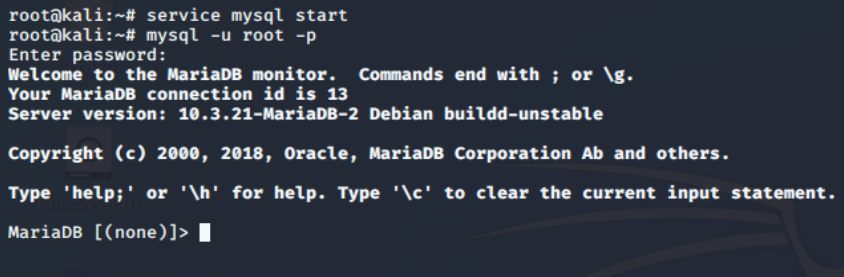 root@kali:~# service mysql start
root@kali:~# mysql -u root -p
Enter password:
Welcome to the MariaDB monitor.  Commands end with ; or \g.
Your MariaDB connection id is 13
Server version: 10.3.21-MariaDB-2 Debian buildd-unstable
Copyright (c) 2000, 2018, Oracle, MariaDB Corporation Ab and others.
Type 'help;' or '\h' for help. Type '\c' to clear the current input statement.
MariaDB [(none)]>